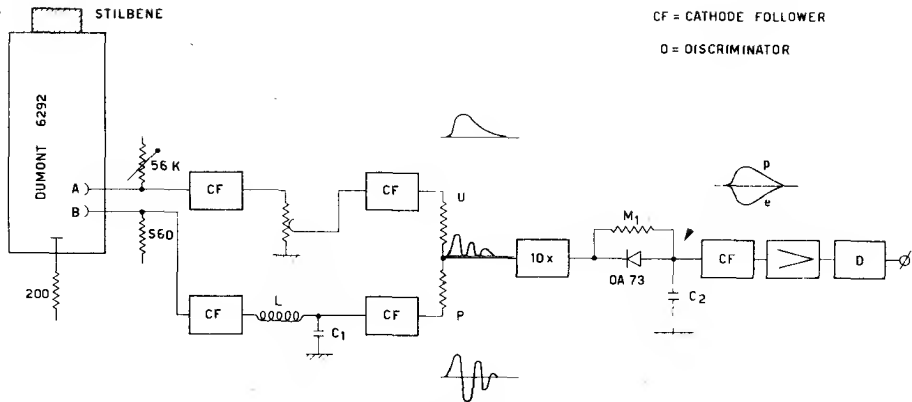 STILBENE
CF = CATHODE FOLLOWER
D = DISCRIMINATOR
DUMONT 6292
A
B
56 K
560
200
CF
CF
U
L
C1
CF
CF
P
10 x
M1
OA 73
C2
p
e
CF
D